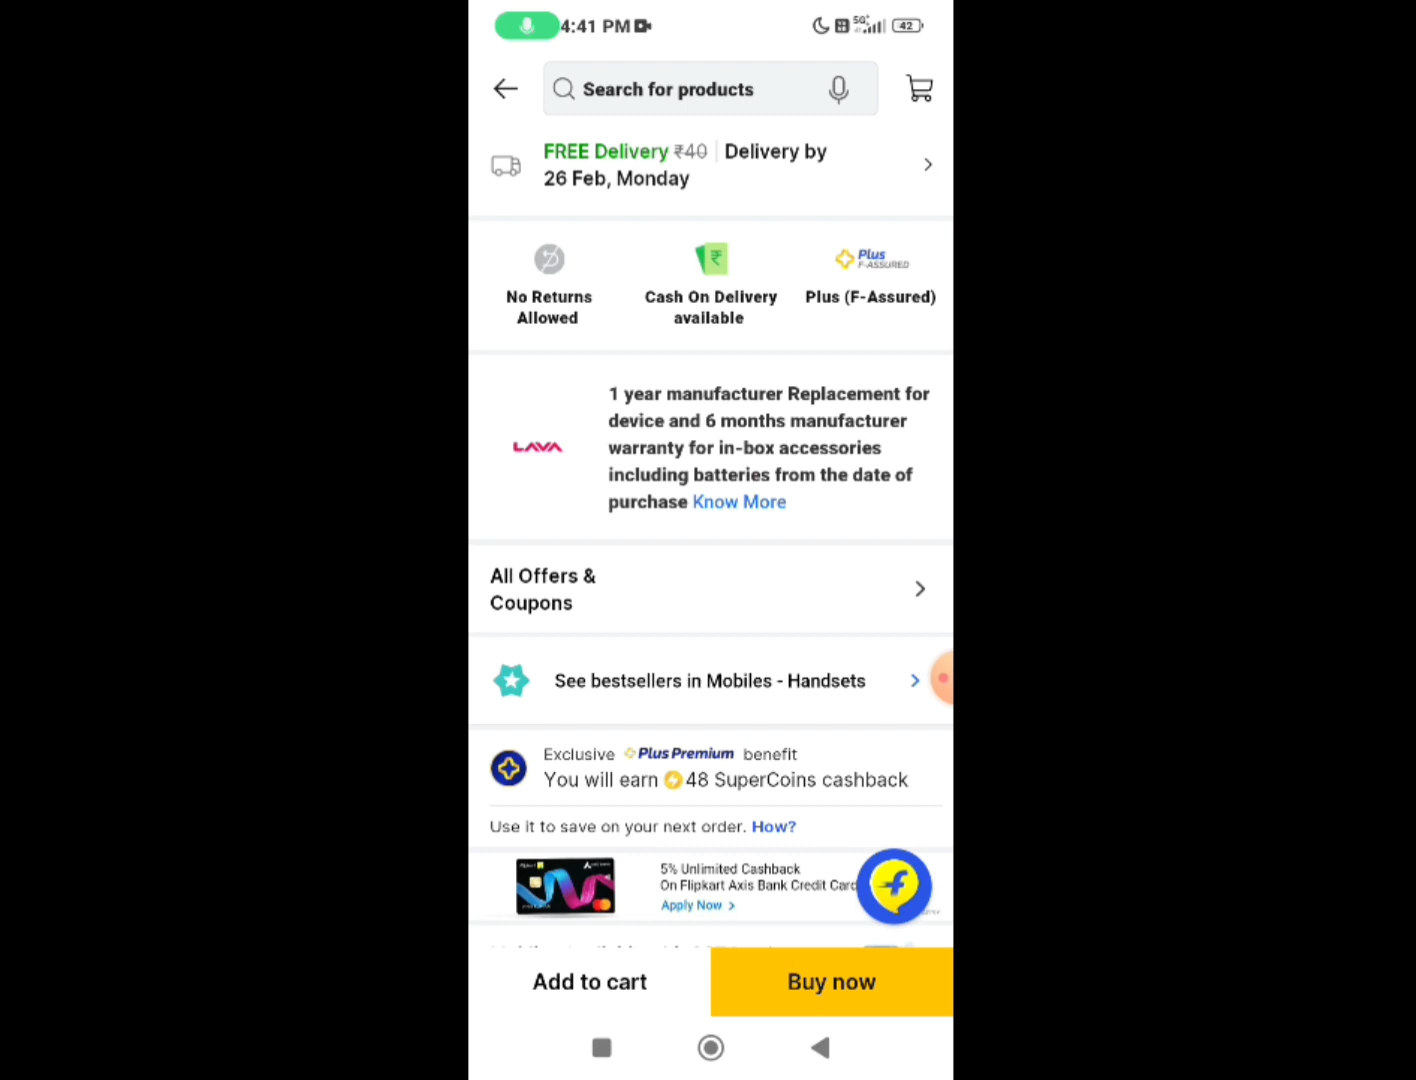 4:41 PM
5G+
42
Search for products
FREE Delivery ₹40 Delivery by
26 Feb, Monday
Plus
F-ASSURED
No Returns
Allowed
Cash On Delivery
available
Plus (F-Assured)
1 year manufacturer Replacement for
device and 6 months manufacturer
warranty for in-box accessories
including batteries from the date of
purchase Know More
LAVA
All Offers &
Coupons
See bestsellers in Mobiles - Handsets
Exclusive Plus Premium benefit
You will earn 48 SuperCoins cashback
Use it to save on your next order. How?
5% Unlimited Cashback
On Flipkart Axis Bank Credit Card
Apply Now >
Add to cart
Buy now